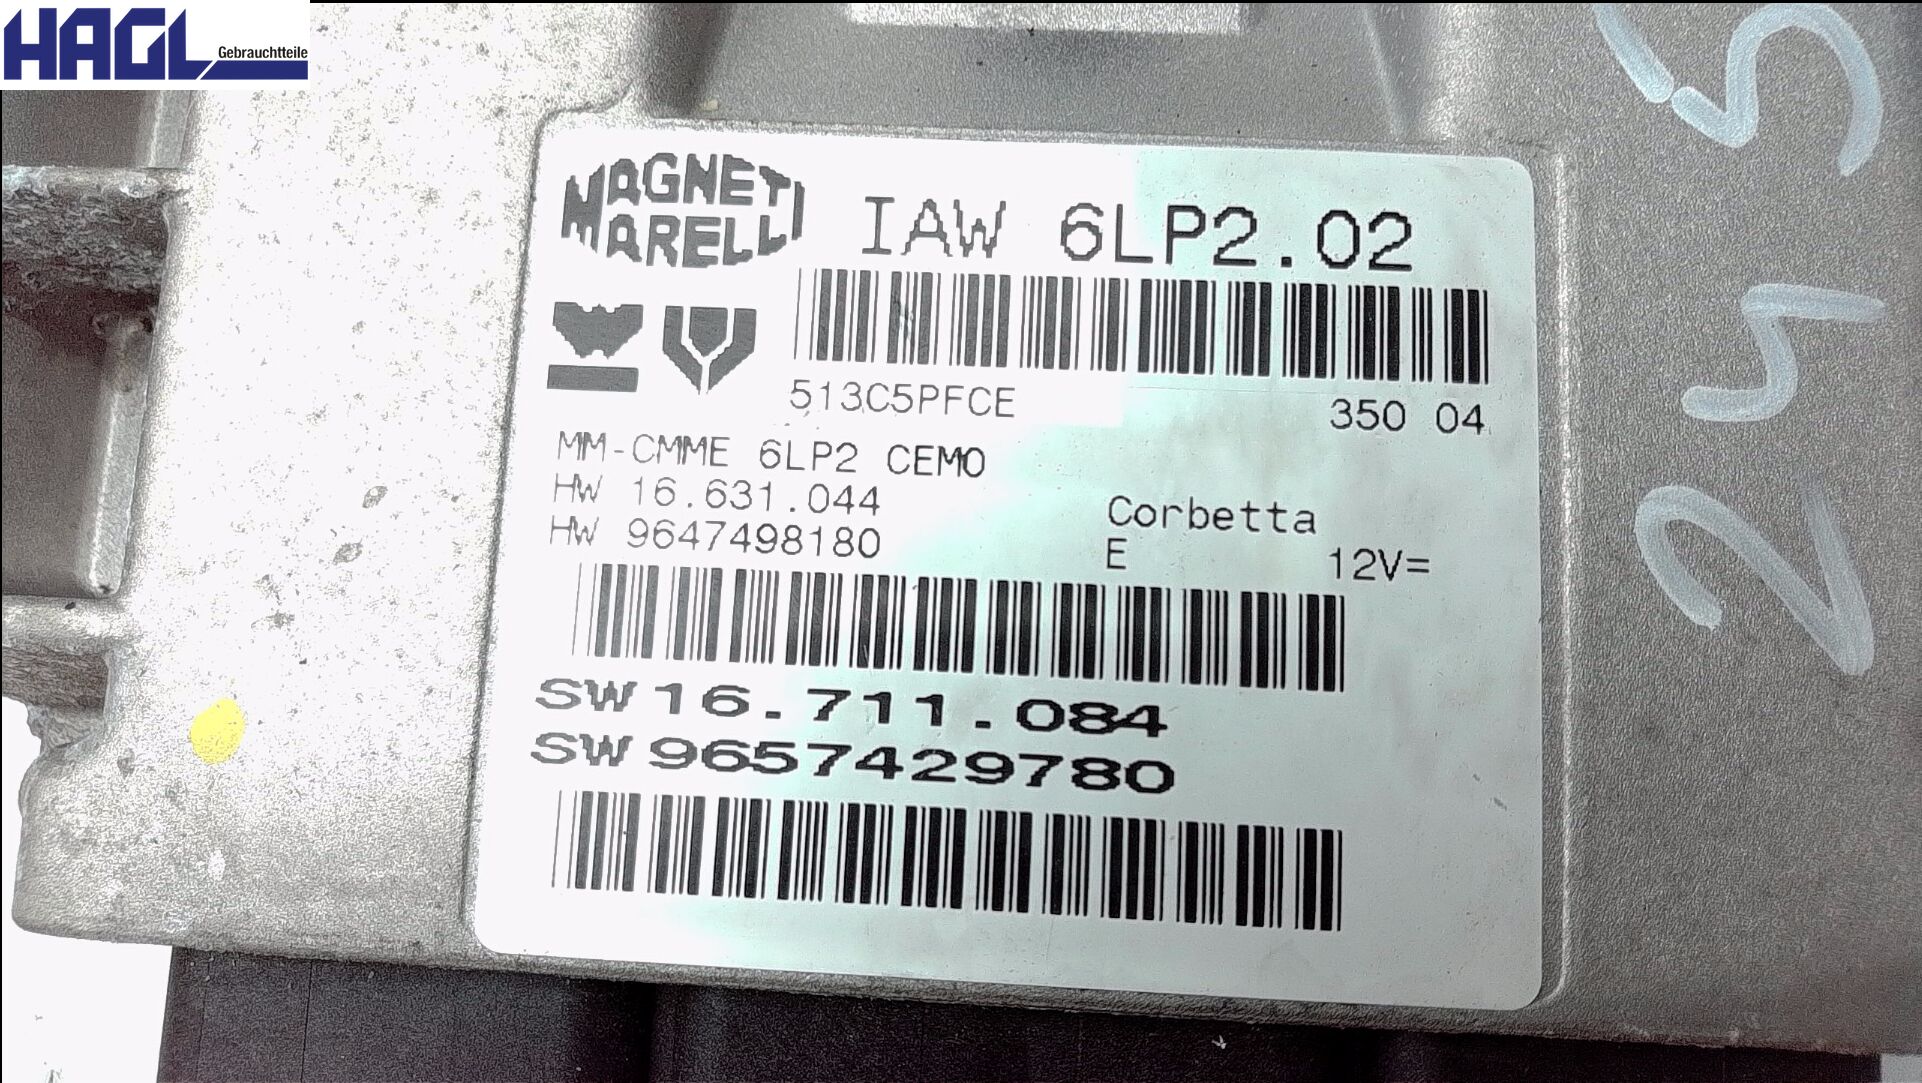 HAGL
Gebrauchtteile
MAGNETI
MARELLI
IAW 6LP2.02
513C5PFCE
350 04
MM-CMME 6LP2 CEMO
HW 16.631.044
HW 9647498180
Corbetta
E 12V=
SW 16.711.084
SW 9657429780